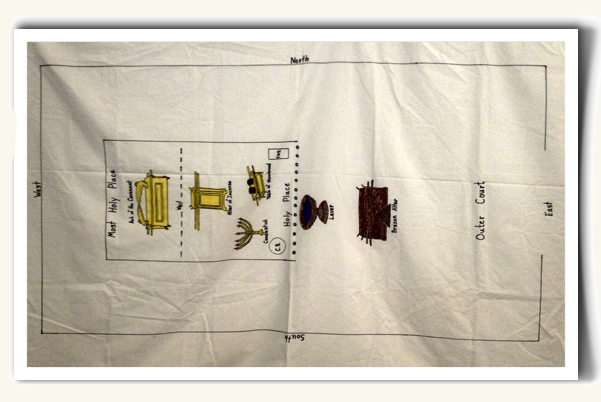 North
West
Most Holy Place
Ark of the Covenant
Veil
Altar of Incense
Candlestick
Holy Place
Laver
Brazen Altar
Outer Court
East
South